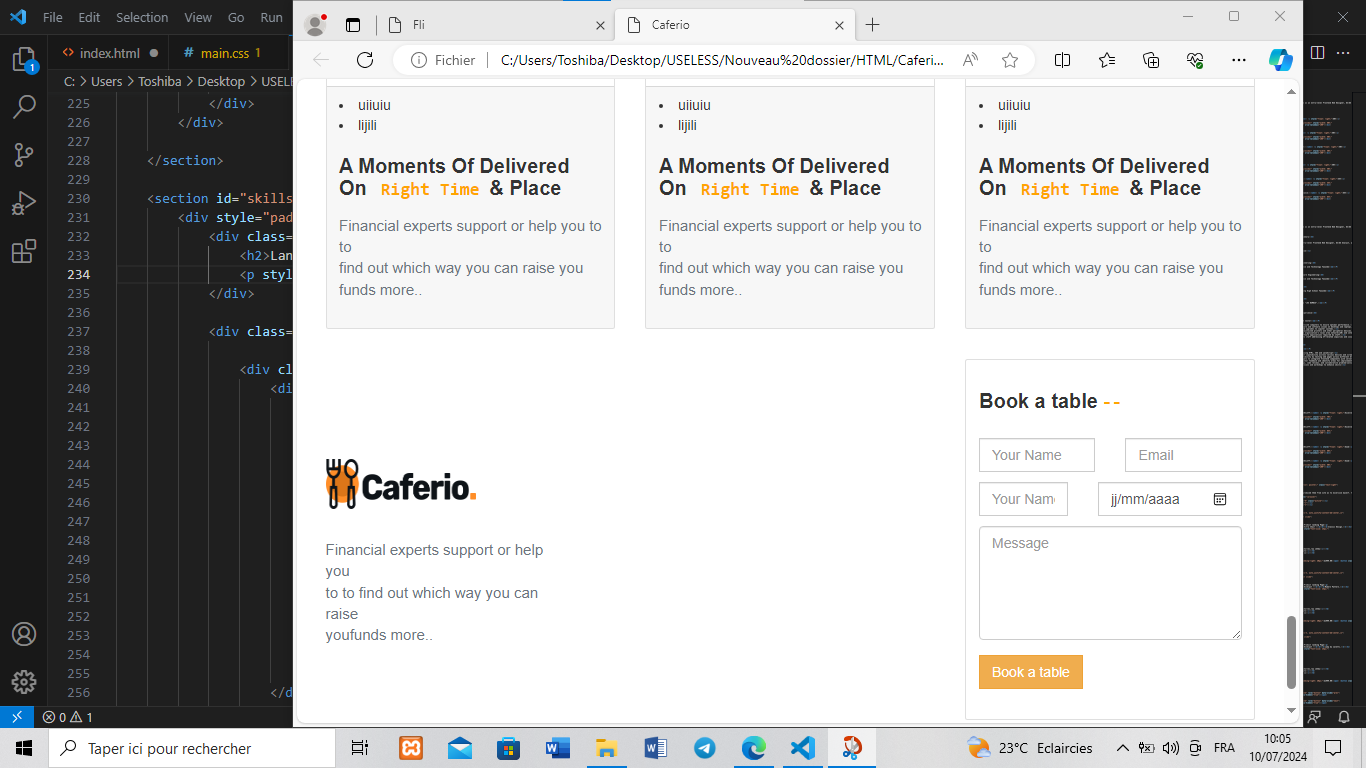 File Edit Selection View Go Run
Fli
Caferio
index.html
main.css 1
Fichier
C:/Users/Toshiba/Desktop/USELESS/Nouveau%20dossier/HTML/Caferi...
C: > Users > Toshiba > Desktop > USELE
225 </div>
226 </div>
227
228 </section>
229
230 <section id="skills
231 <div style="pad
232 <div class=
233 <h2>Lan
234 <p styl
235 </div>
236
237 <div class=
238
239 <div cl
240 <di
241
242
243
244
245
246
247
248
249
250
251
252
253
254
255
256 </d
1
uiiuiu
lijili
A Moments Of Delivered
On Right Time & Place
Financial experts support or help you to
to
find out which way you can raise you
funds more..
uiiuiu
lijili
A Moments Of Delivered
On Right Time & Place
Financial experts support or help you to
to
find out which way you can raise you
funds more..
uiiuiu
lijili
A Moments Of Delivered
On Right Time & Place
Financial experts support or help you to
to
find out which way you can raise you
funds more..
Caferio.
Financial experts support or help
you
to to find out which way you can
raise
youfunds more..
Book a table --
Your Name
Email
Your Name
jj/mm/aaaa
Message
Book a table
0 1
Taper ici pour rechercher
23°C Eclaircies
FRA
10:05
10/07/2024